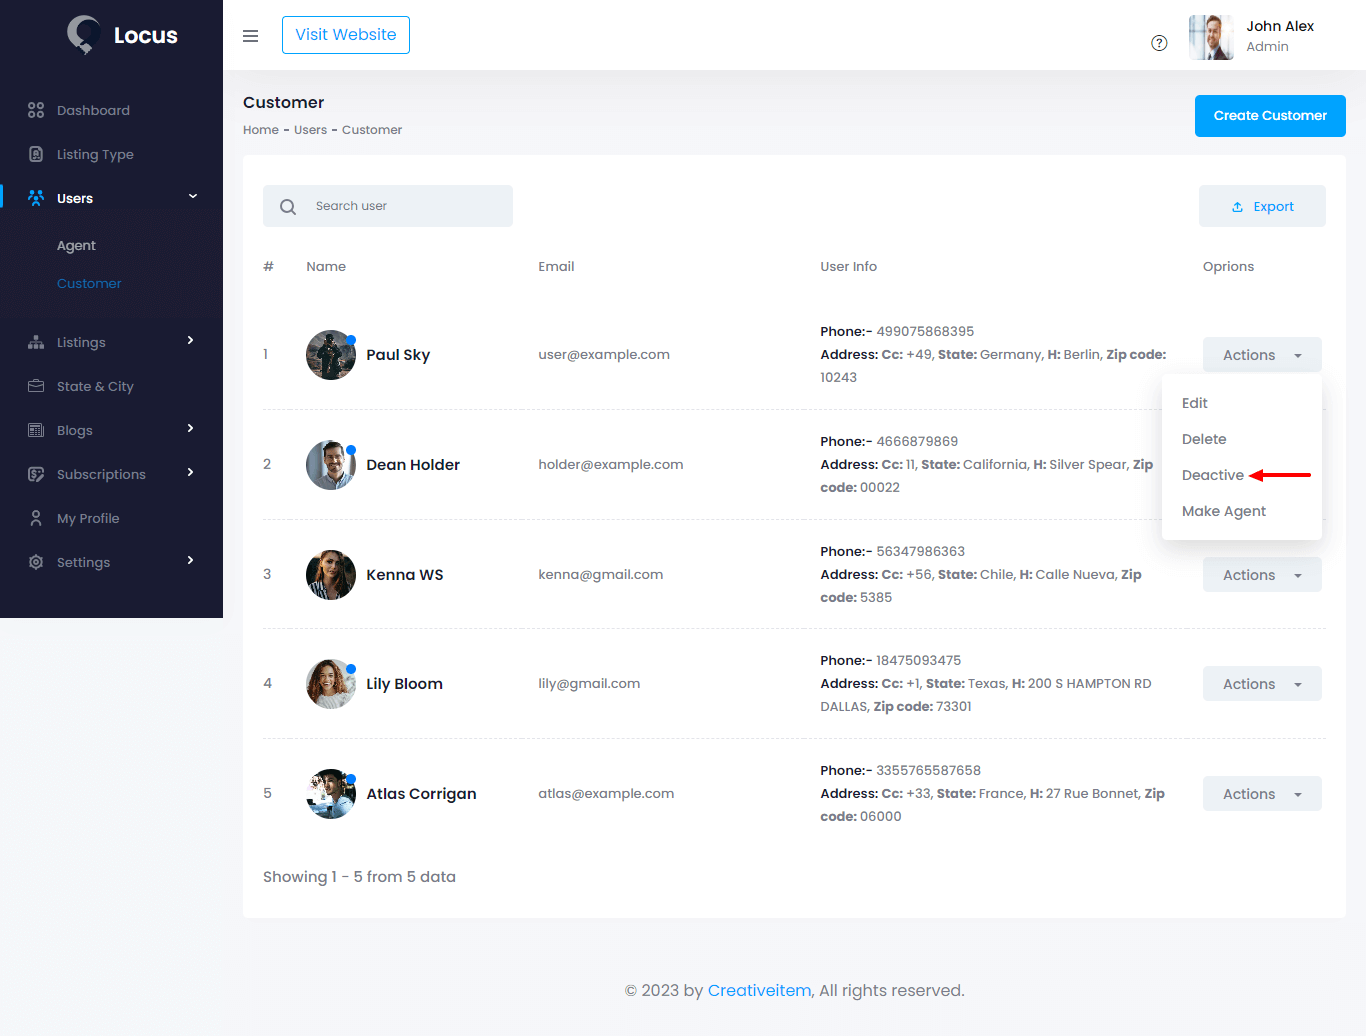 Locus
Visit Website
John Alex
Admin
Dashboard
Listing Type
Users
Agent
Customer
Listings
State & City
Blogs
Subscriptions
My Profile
Settings
Customer
Home - Users - Customer
Create Customer
Search user
Export
# Name Email User Info Oprions
1 Paul Sky user@example.com
Phone:- 499075868395
Address: Cc: +49, State: Germany, H: Berlin, Zip code:
10243
Actions
Edit
Delete
Deactive
Make Agent
2 Dean Holder holder@example.com
Phone:- 4666879869
Address: Cc: 11, State: California, H: Silver Spear, Zip
code: 00022
3 Kenna WS kenna@gmail.com
Phone:- 56347986363
Address: Cc: +56, State: Chile, H: Calle Nueva, Zip
code: 5385
Actions
4 Lily Bloom lily@gmail.com
Phone:- 18475093475
Address: Cc: +1, State: Texas, H: 200 S HAMPTON RD
DALLAS, Zip code: 73301
Actions
5 Atlas Corrigan atlas@example.com
Phone:- 3355765587658
Address: Cc: +33, State: France, H: 27 Rue Bonnet, Zip
code: 06000
Actions
Showing 1 - 5 from 5 data
© 2023 by Creativeitem, All rights reserved.